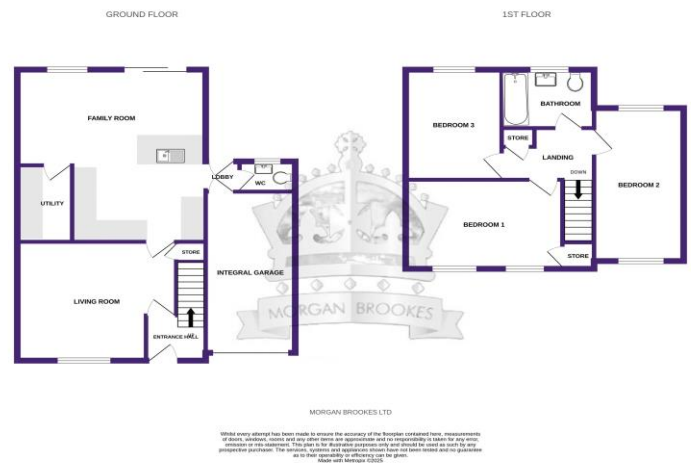 GROUND FLOOR
1ST FLOOR
FAMILY ROOM
UTILITY
LOBBY
WC
STORE
LIVING ROOM
INTEGRAL GARAGE
UP
ENTRANCE HALL
BATHROOM
BEDROOM 3
STORE
LANDING
DOWN
BEDROOM 2
BEDROOM 1
STORE
MORGAN BROOKES
MORGAN BROOKES LTD
Whilst every attempt has been made to ensure the accuracy of the floorplan contained here, measurements
of doors, windows, rooms and any other items are approximate and no responsibility is taken for any error,
omission or mis-statement. This plan is for illustrative purposes only and should be used as such by any
prospective purchaser. The services, systems and appliances shown have not been tested and no guarantee
as to their operability or efficiency can be given.
Made with Metropix ©2025